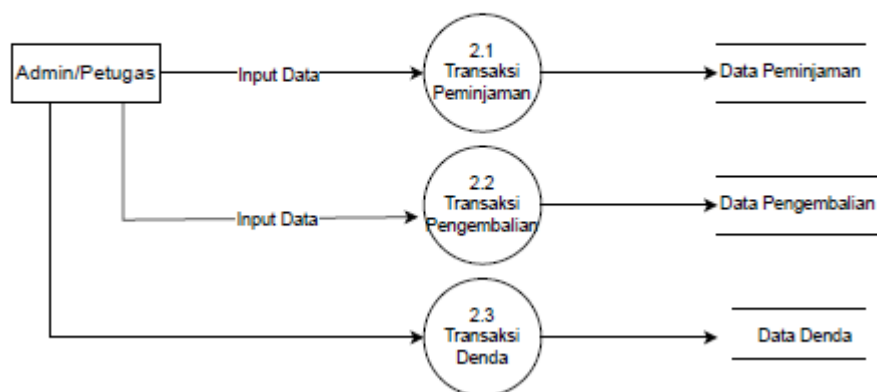 Admin/Petugas
Input Data
2.1
Transaksi
Peminjaman
Data Peminjaman
Input Data
2.2
Transaksi
Pengembalian
Data Pengembalian
2.3
Transaksi
Denda
Data Denda